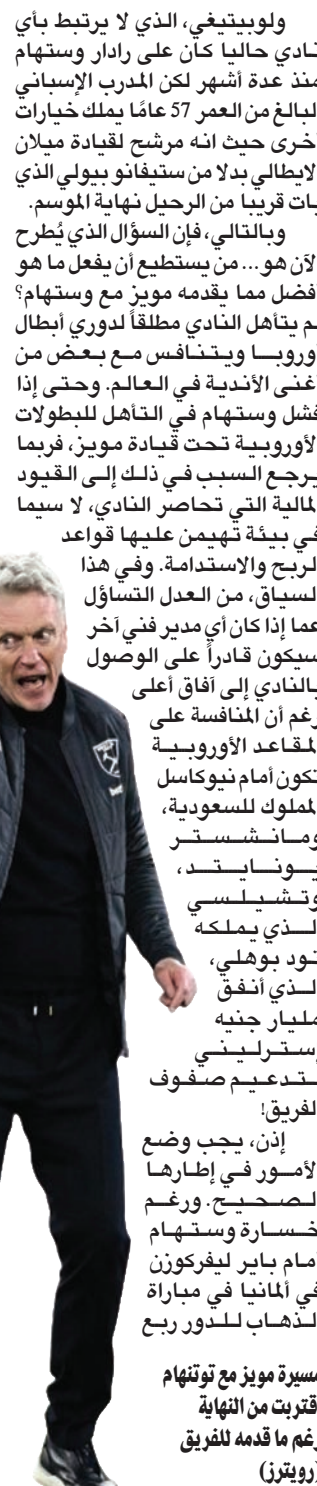 ولوبيتيغي، الذي لا يرتبط بأي
نادي حاليا كان على رادار وستهام
منذ عدة أشهر لكن المدرب الإسباني
البالغ من العمر 57 عامًا يملك خيارات
أخرى حيث انه مرشح لقيادة ميلان
الايطالي بدلا من ستيفانو بيولي الذي
بات قريبا من الرحيل نهاية الموسم.
وبالتالي، فإن السؤال الذي يُطرح
الآن هو... من يستطيع أن يفعل ما هو
أفضل مما يقدمه مويز مع وستهام؟
لم يتأهل النادي مطلقاً لدوري أبطال
أوروبا ويتنافس مع بعض من
أغنى الأندية في العالم. وحتى إذا
فشل وستهام في التأهل للبطولات
الأوروبية تحت قيادة مويز، فربما
يرجع السبب في ذلك إلى القيود
المالية التي تحاصر النادي، لا سيما
في بيئة تهيمن عليها قواعد
الربح والاستدامة. وفي هذا
السياق، من العدل التساؤل
عما إذا كان أي مدير فني آخر
سيكون قادراً على الوصول
بالنادي إلى آفاق أعلى
رغم أن المنافسة على
المقاعد الأوروبية
تكون أمام نيوكاسل
المملوك للسعودية،
ومانشستر
يونايتد،
وتشيلسي
الذي يملكه
تود بوهلي،
الذي أنفق
مليار جنيه
إسترليني
لتدعيم صفوف
الفريق!
إذن، يجب وضع
الأمور في إطارها
الصحيح. ورغم
خسارة وستهام
أمام باير ليفركوزن
في ألمانيا في مباراة
الذهاب للدور ربع
مسيرة مويز مع توتنهام
اقتربت من النهاية
رغم ما قدمه للفريق
(رويترز)